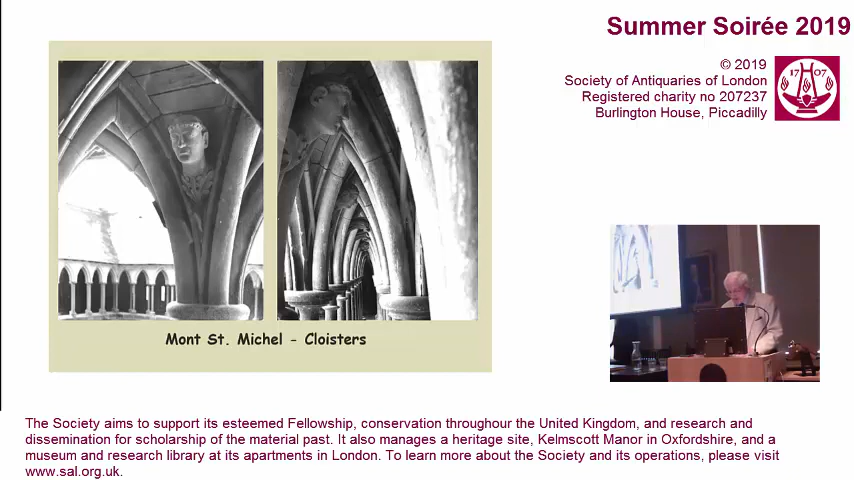 Summer Soirée 2019
© 2019
Society of Antiquaries of London
Registered charity no 207237
Burlington House, Piccadilly
17 07
Mont St. Michel - Cloisters
The Society aims to support its esteemed Fellowship, conservation throughour the United Kingdom, and research and
dissemination for scholarship of the material past. It also manages a heritage site, Kelmscott Manor in Oxfordshire, and a
museum and research library at its apartments in London. To learn more about the Society and its operations, please visit
www.sal.org.uk.